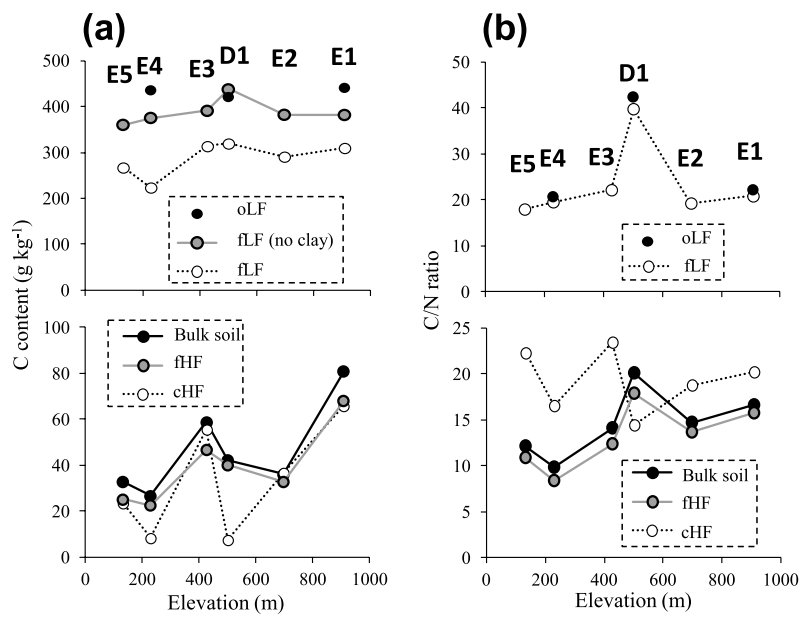 (a)
(b)
500
400
300
200
100
0
E5
E4
E3
D1
E2
E1
oLF
fLF (no clay)
fLF
50
40
30
20
10
0
E5
E4
E3
D1
E2
E1
oLF
fLF
C content (g kg-1)
C/N ratio
100
80
60
40
20
0
Bulk soil
fHF
cHF
0 200 400 600 800 1000
Elevation (m)
25
20
15
10
5
0
Bulk soil
fHF
cHF
0 200 400 600 800 1000
Elevation (m)